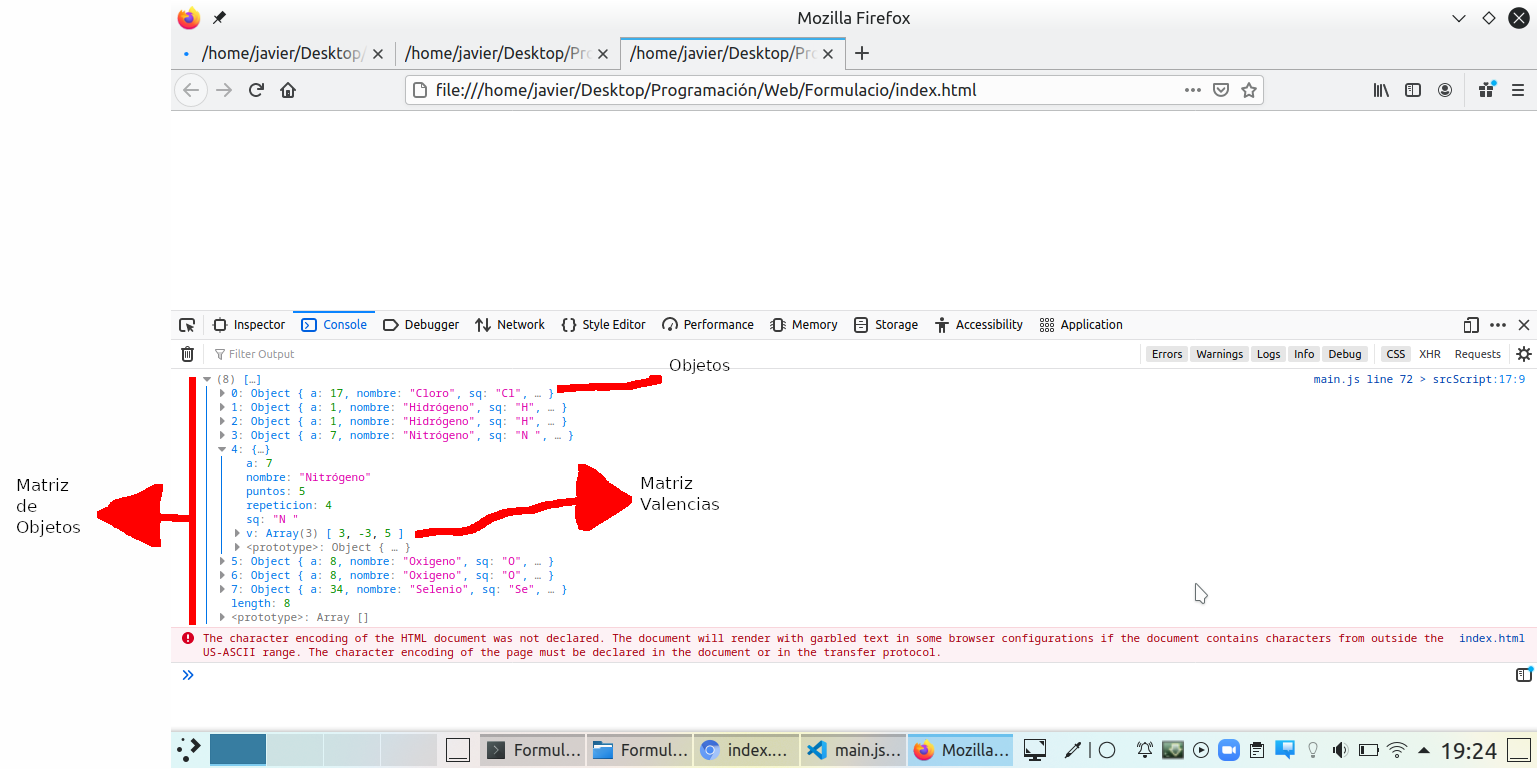 Mozilla Firefox
/home/javier/Desktop/ /home/javier/Desktop/Pro /home/javier/Desktop/Pro
file:///home/javier/Desktop/Programación/Web/Formulacio/index.html
Inspector Console Debugger Network Style Editor Performance Memory Storage Accessibility Application
Filter Output Errors Warnings Logs Info Debug CSS XHR Requests
Objetos
(8) […] main.js line 72 > srcScript:17:9
0: Object { a: 17, nombre: "Cloro", sq: "Cl", … }
1: Object { a: 1, nombre: "Hidrógeno", sq: "H", … }
2: Object { a: 1, nombre: "Hidrógeno", sq: "H", … }
3: Object { a: 7, nombre: "Nitrógeno", sq: "N ", … }
4: {…}
a: 7
nombre: "Nitrógeno"
puntos: 5
repeticion: 4
sq: "N "
v: Array(3) [ 3, -3, 5 ]
<prototype>: Object { … }
Matriz
de
Objetos
Matriz
Valencias
5: Object { a: 8, nombre: "Oxigeno", sq: "O", … }
6: Object { a: 8, nombre: "Oxigeno", sq: "O", … }
7: Object { a: 34, nombre: "Selenio", sq: "Se", … }
length: 8
<prototype>: Array []
The character encoding of the HTML document was not declared. The document will render with garbled text in some browser configurations if the document contains characters from outside the index.html
US-ASCII range. The character encoding of the page must be declared in the document or in the transfer protocol.
Formul... Formul... index.... main.js... Mozilla... 19:24